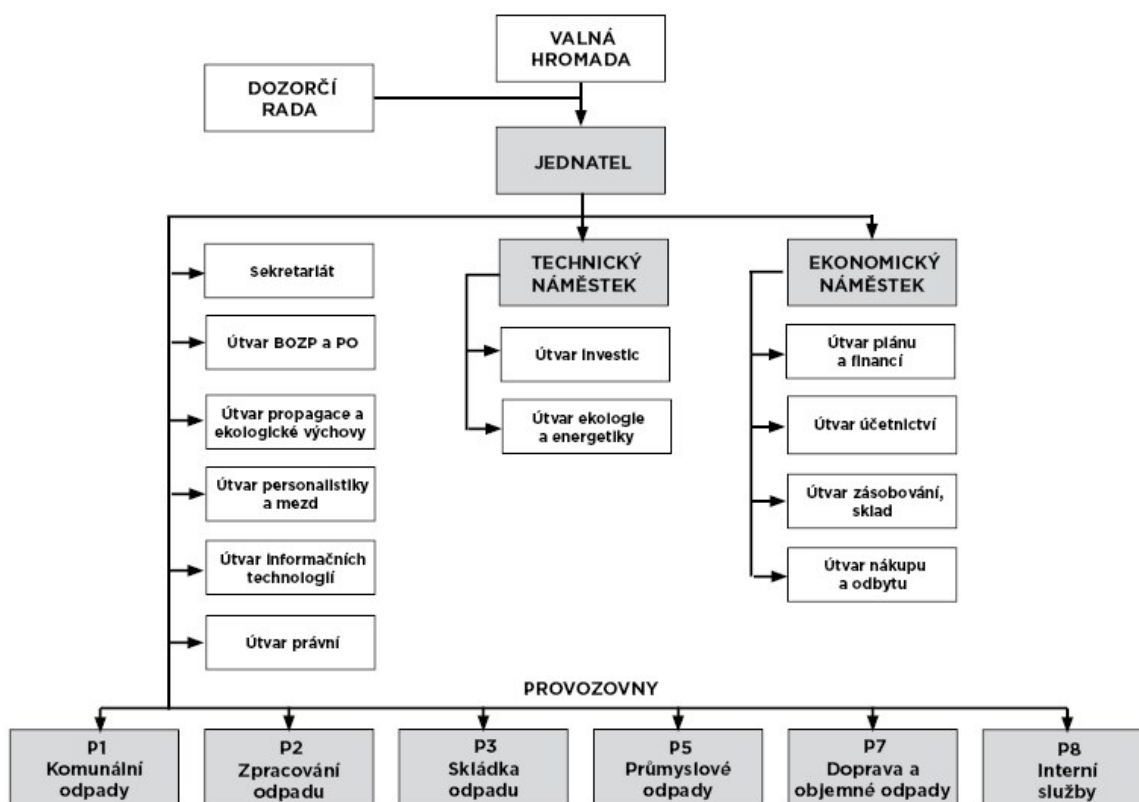 VALNÁ
HROMADA
DOZORČÍ
RADA
JEDNATEL
Sekretariát
Útvar BOZP a PO
Útvar propagace a
ekologické výchovy
Útvar personalistiky
a mezd
Útvar informačních
technologií
Útvar právní
TECHNICKÝ
NÁMĚSTEK
Útvar investic
Útvar ekologie
a energetiky
EKONOMICKÝ
NÁMĚSTEK
Útvar plánu
a financí
Útvar účetnictví
Útvar zásobování,
sklad
Útvar nákupu
a odbytu
PROVOZOVNY
P1
Komunální
odpady
P2
Zpracování
odpadu
P3
Skládka
odpadu
P5
Průmyslové
odpady
P7
Doprava a
objemné odpady
P8
Interní
služby